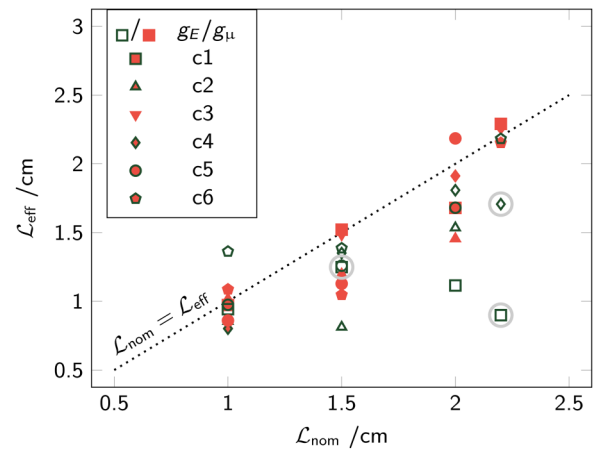 3
2.5
2
1.5
1
0.5
0.5
1
1.5
2
2.5
𝓛eff /cm
𝓛nom /cm
/ gE/gμ
c1
c2
c3
c4
c5
c6
𝓛nom = 𝓛eff